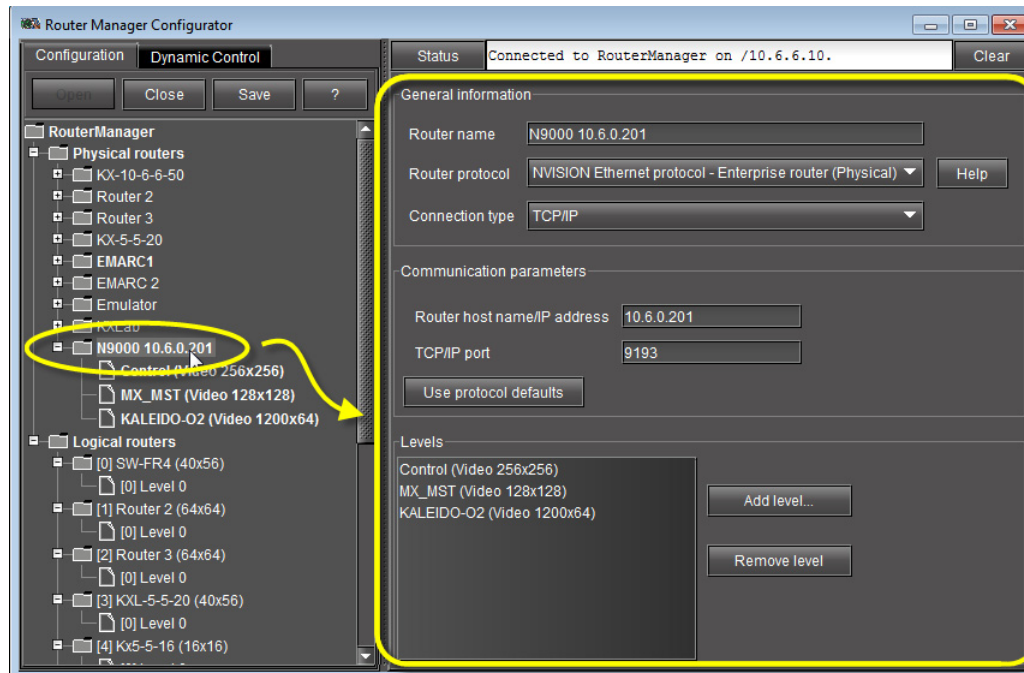 Router Manager Configurator
Configuration
Dynamic Control
Open
Close
Save
?
RouterManager
Physical routers
KX-10-6-6-50
Router 2
Router 3
KX-5-5-20
EMARC1
EMARC 2
Emulator
KXLab
N9000 10.6.0.201
Control (Video 256x256)
MX_MST (Video 128x128)
KALEIDO-O2 (Video 1200x64)
Logical routers
[0] SW-FR4 (40x56)
[0] Level 0
[1] Router 2 (64x64)
[0] Level 0
[2] Router 3 (64x64)
[0] Level 0
[3] KXL-5-5-20 (40x56)
[0] Level 0
[4] Kx5-5-16 (16x16)
Status
Connected to RouterManager on /10.6.6.10.
Clear
General information
Router name
N9000 10.6.0.201
Router protocol
NVISION Ethernet protocol - Enterprise router (Physical)
Help
Connection type
TCP/IP
Communication parameters
Router host name/IP address
10.6.0.201
TCP/IP port
9193
Use protocol defaults
Levels
Control (Video 256x256)
MX_MST (Video 128x128)
KALEIDO-O2 (Video 1200x64)
Add level...
Remove level